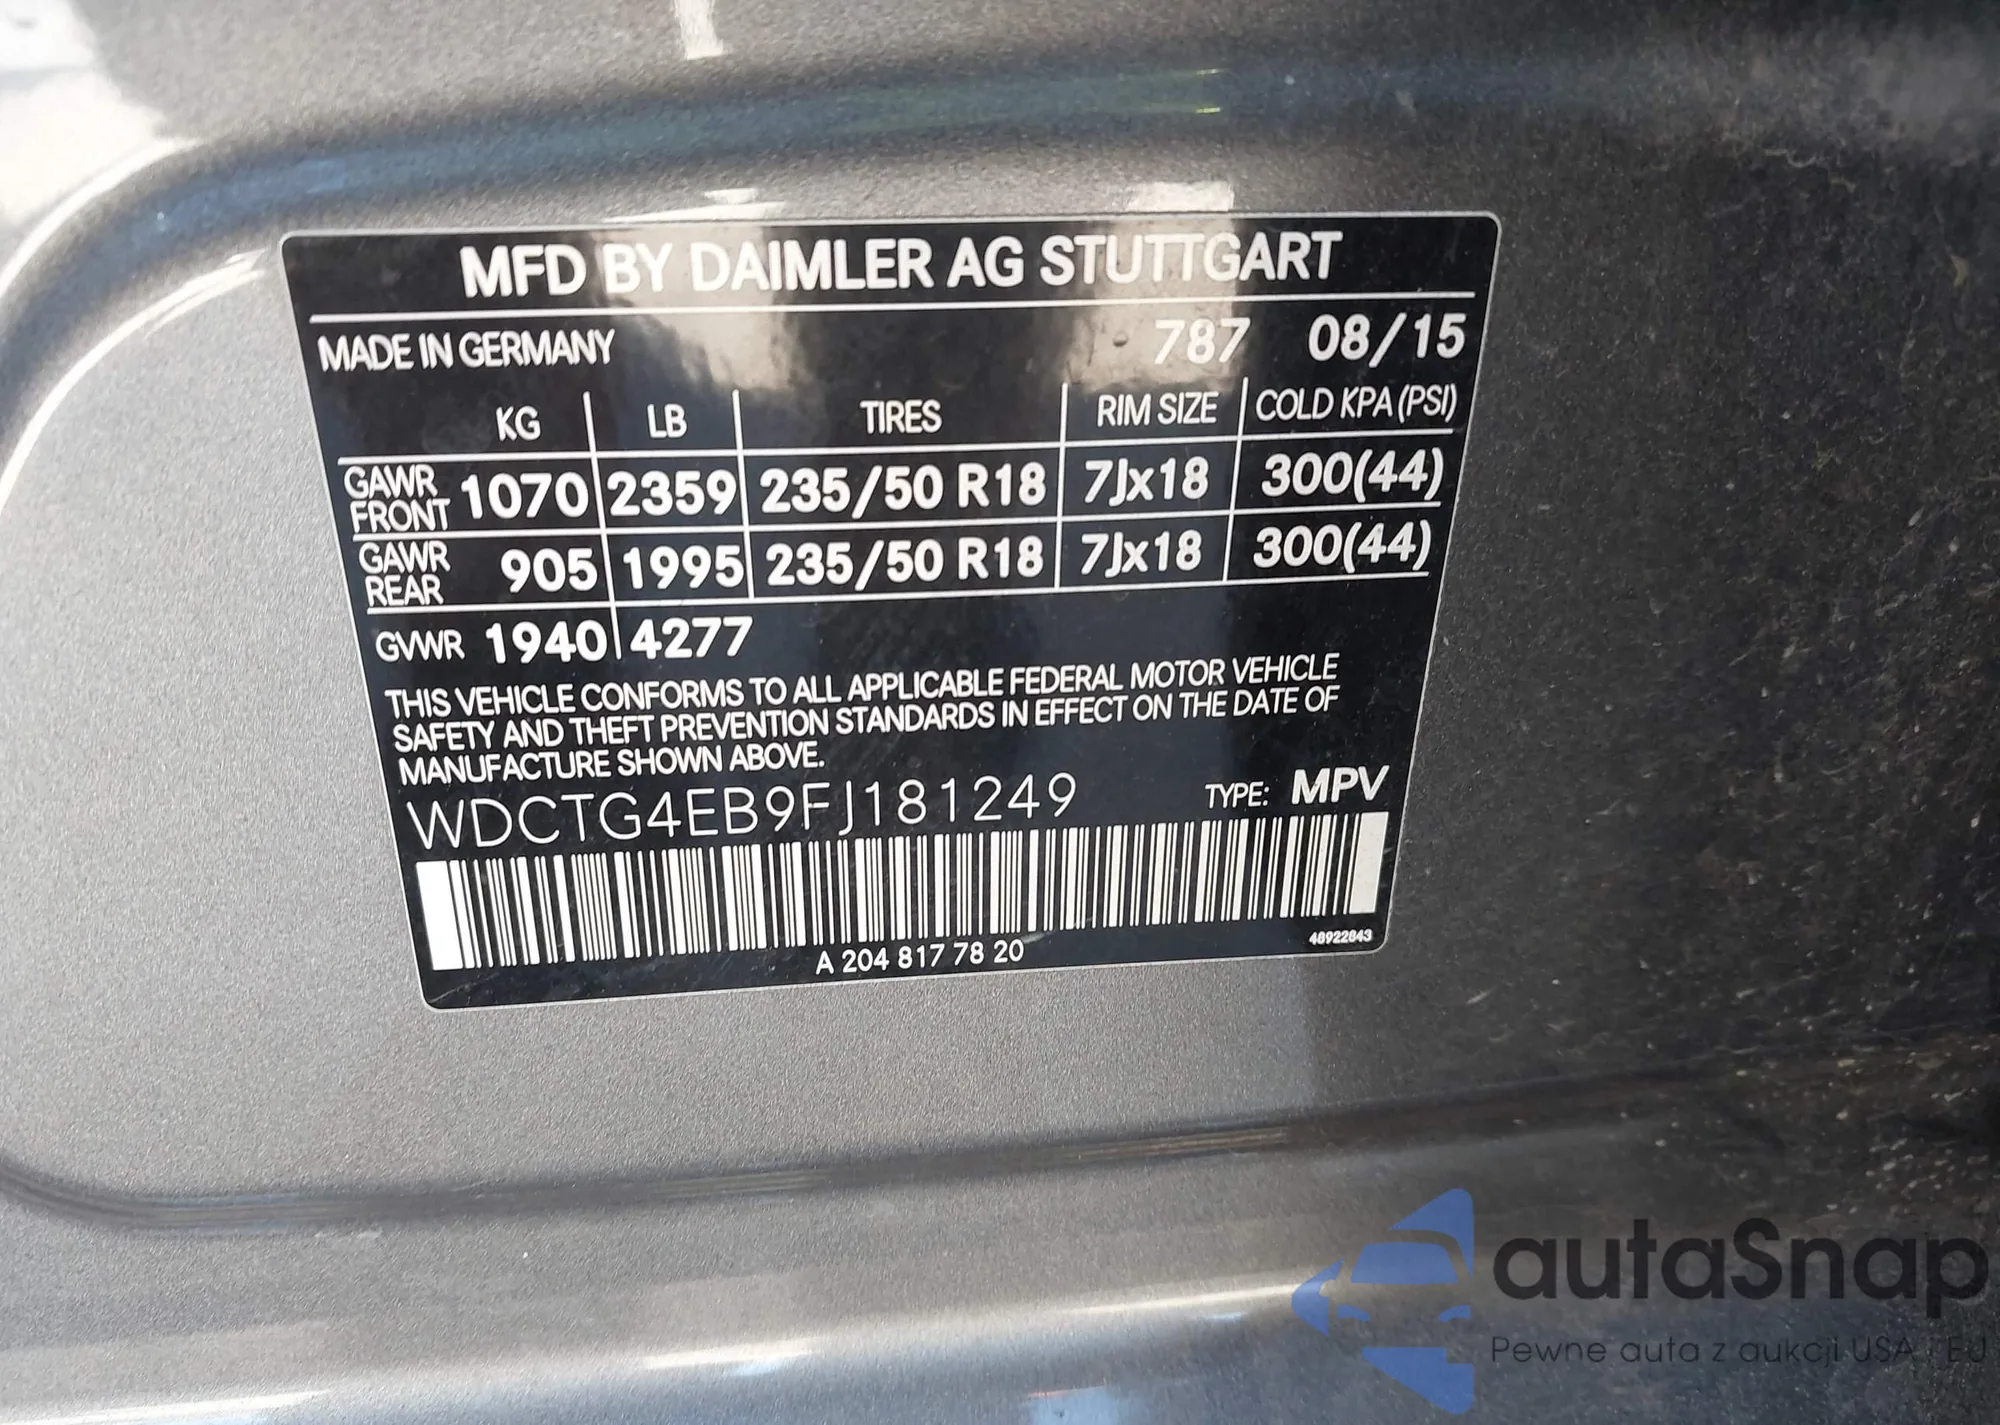 MFD BY DAIMLER AG STUTTGART
MADE IN GERMANY 787 08/15
KG LB TIRES RIM SIZE COLD KPA (PSI)
GAWR FRONT 1070 2359 235/50 R18 7Jx18 300(44)
GAWR REAR 905 1995 235/50 R18 7Jx18 300(44)
GVWR 1940 4277
THIS VEHICLE CONFORMS TO ALL APPLICABLE FEDERAL MOTOR VEHICLE
SAFETY AND THEFT PREVENTION STANDARDS IN EFFECT ON THE DATE OF
MANUFACTURE SHOWN ABOVE.
WDCTG4EB9FJ181249 TYPE: MPV
A 204 817 78 20 40922843
autaSnap
Pewne auta z aukcji USA i EU